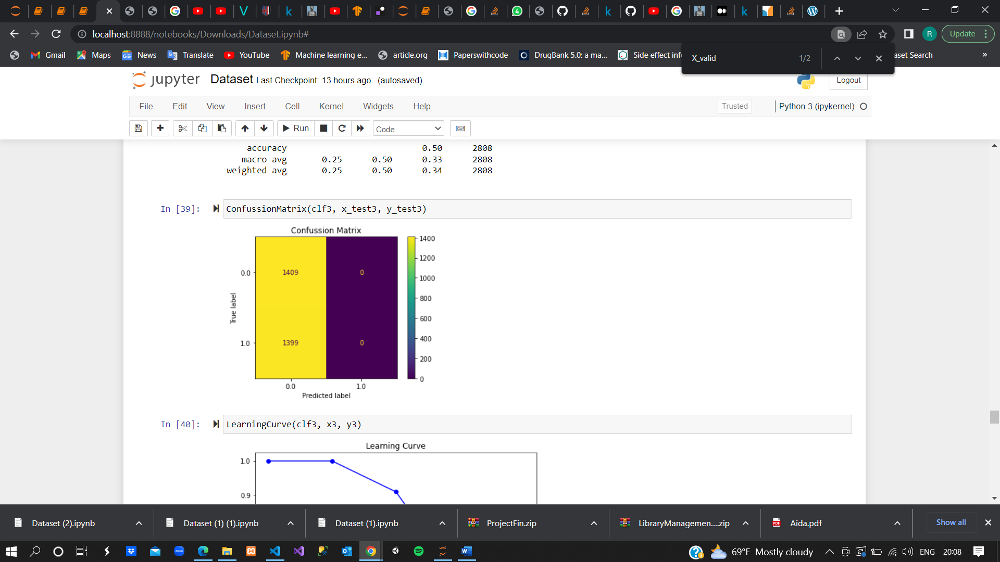 localhost:8888/notebooks/Downloads/Dataset.ipynb#
Update
Gmail Maps News Translate YouTube Machine learning e... article.org Paperswithcode DrugBank 5.0: a ma... Side effect inf aset Search »
X_valid 1/2
jupyter Dataset Last Checkpoint: 13 hours ago (autosaved)
Logout
File Edit View Insert Cell Kernel Widgets Help Trusted Python 3 (ipykernel)
Run Code
accuracy 0.50 2808
macro avg 0.25 0.50 0.33 2808
weighted avg 0.25 0.50 0.34 2808
In [39]: ConfussionMatrix(clf3, x_test3, y_test3)
Confussion Matrix
1400
1200
1000
800
600
400
200
0
True label
0.0 1409 0
1.0 1399 0
0.0 1.0
Predicted label
In [40]: LearningCurve(clf3, x3, y3)
Learning Curve
1.0
0.9
Dataset (2).ipynb Dataset (1) (1).ipynb Dataset (1).ipynb ProjectFin.zip LibraryManagemen....zip Aida.pdf Show all
69°F Mostly cloudy ENG 20:08